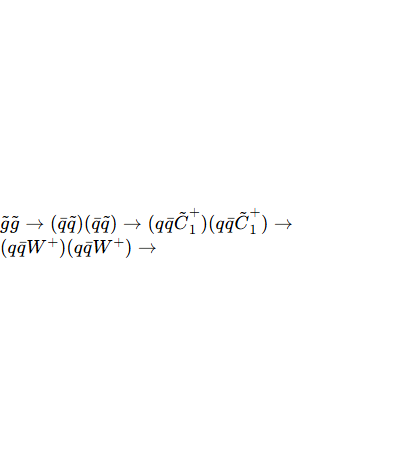 g̃g̃ → (q̄q̃)(q̄q̃) → (qq̄C̃₁⁺)(qq̄C̃₁⁺) →
(qq̄W⁺)(qq̄W⁺) →